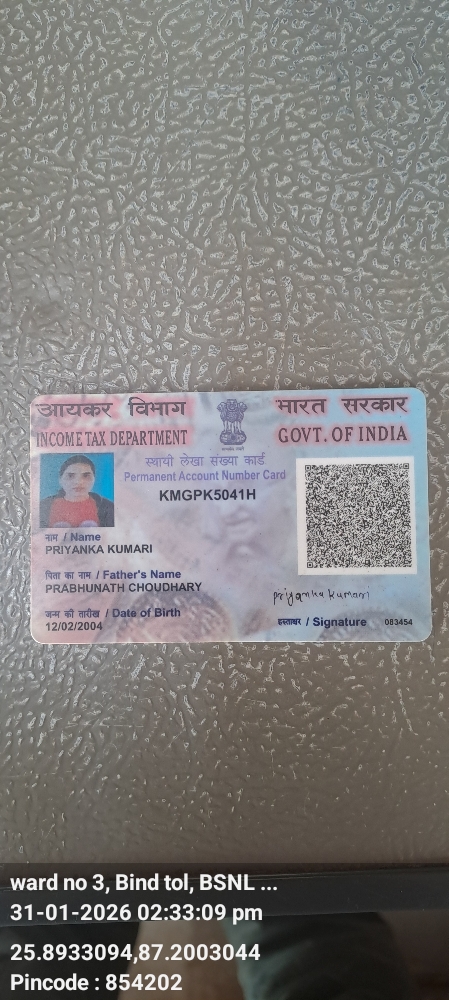 आयकर विभाग
INCOME TAX DEPARTMENT
भारत सरकार
GOVT. OF INDIA
स्थायी लेखा संख्या कार्ड
Permanent Account Number Card
KMGPK5041H
नाम / Name
PRIYANKA KUMARI
पिता का नाम / Father's Name
PRABHUNATH CHOUDHARY
जन्म की तारीख / Date of Birth
12/02/2004
priyanka kumari
हस्ताक्षर / Signature
083454
ward no 3, Bind tol, BSNL ...
31-01-2026 02:33:09 pm
25.8933094,87.2003044
Pincode : 854202